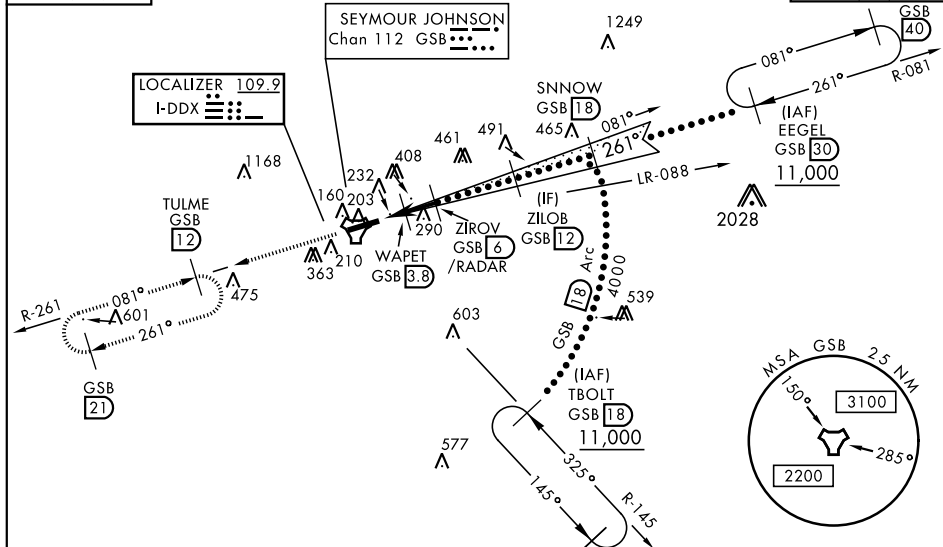 SEYMOUR JOHNSON
Chan 112 GSB
1249
GSB
40
081°
R-081
261°
LOCALIZER 109.9
I-DDX
SNNOW
GSB 18
081°
(IAF)
EEGEL
GSB 30
11,000
461
491
465
261°
1168
232
408
LR-088
2028
TULME
GSB
12
160
203
290
(IF)
ZILOB
GSB 12
ZIROV
GSB 6
/RADAR
WAPET
GSB 3.8
210
363
475
R-261
081°
601
261°
GSB
21
GSB 18 Arc
4000
539
603
(IAF)
TBOLT
GSB 18
11,000
577
325°
145°
R-145
MSA GSB 25 NM
150°
3100
285°
2200